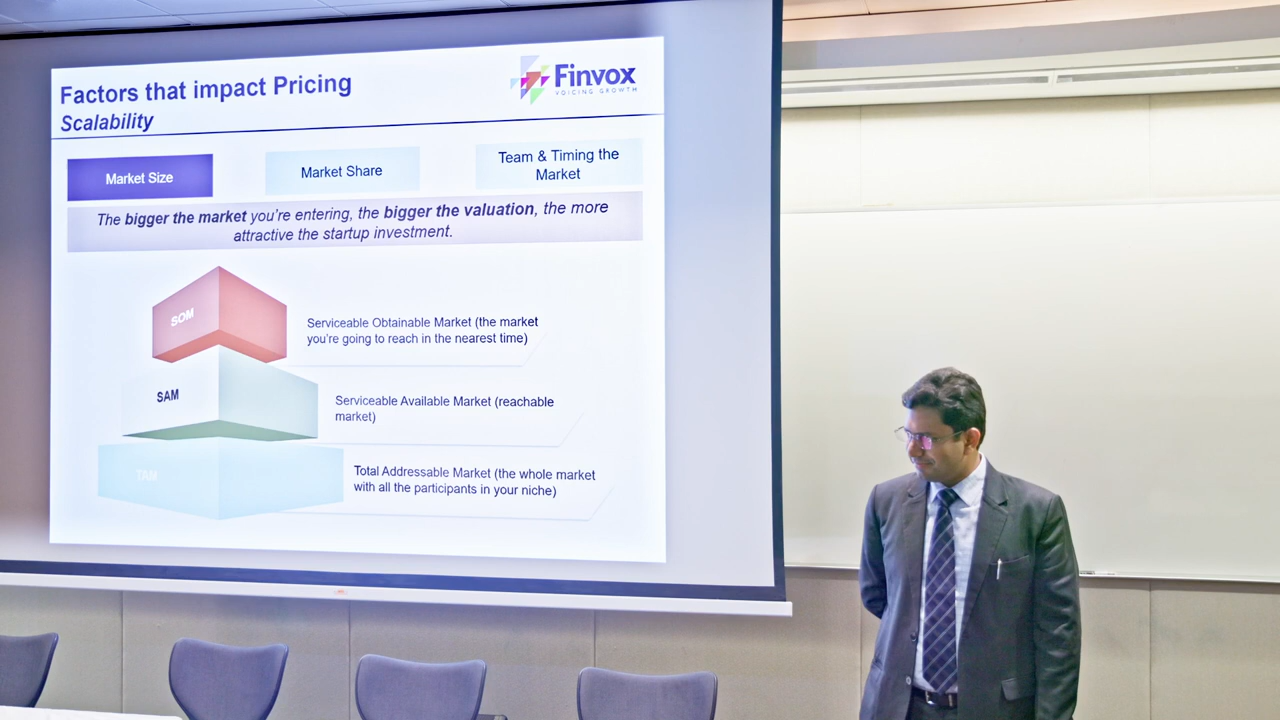 Factors that impact Pricing
Scalability
Finvox
VOICING GROWTH
Market Size
Market Share
Team & Timing the
Market
The bigger the market you're entering, the bigger the valuation, the more
attractive the startup investment.
SOM
Serviceable Obtainable Market (the market
you're going to reach in the nearest time)
SAM
Serviceable Available Market (reachable
market)
TAM
Total Addressable Market (the whole market
with all the participants in your niche)